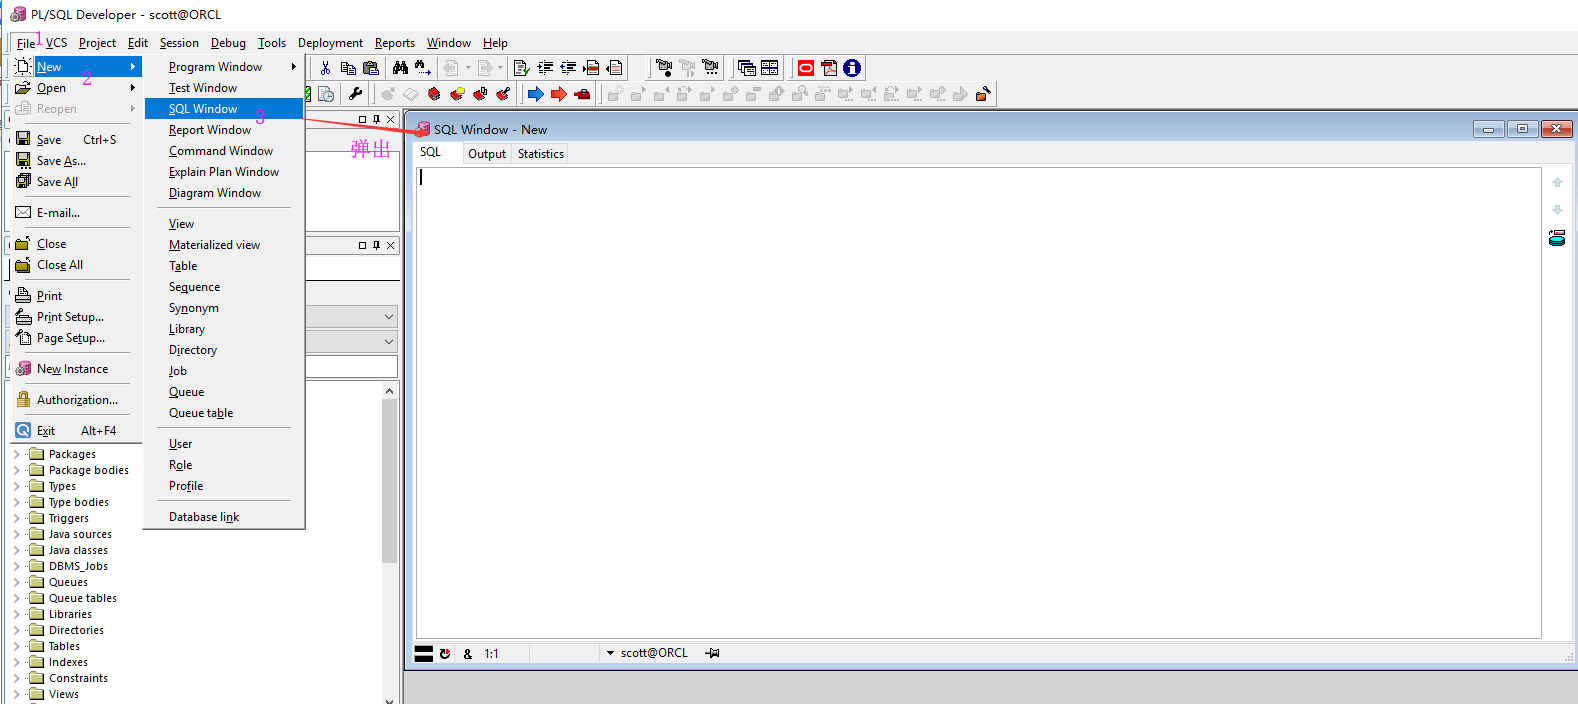 PL/SQL Developer - scott@ORCL
File 1 VCS Project Edit Session Debug Tools Deployment Reports Window Help
New 2
Open
Reopen
Save Ctrl+S
Save As...
Save All
E-mail...
Close
Close All
Print
Print Setup...
Page Setup...
New Instance
Authorization...
Exit Alt+F4
Program Window
Test Window
SQL Window 3
Report Window
Command Window
Explain Plan Window
Diagram Window
View
Materialized view
Table
Sequence
Synonym
Library
Directory
Job
Queue
Queue table
User
Role
Profile
Database link
弹出
Packages
Package bodies
Types
Type bodies
Triggers
Java sources
Java classes
DBMS_Jobs
Queues
Queue tables
Libraries
Directories
Tables
Indexes
Constraints
Views
SQL Window - New
SQL Output Statistics
& 1:1 scott@ORCL